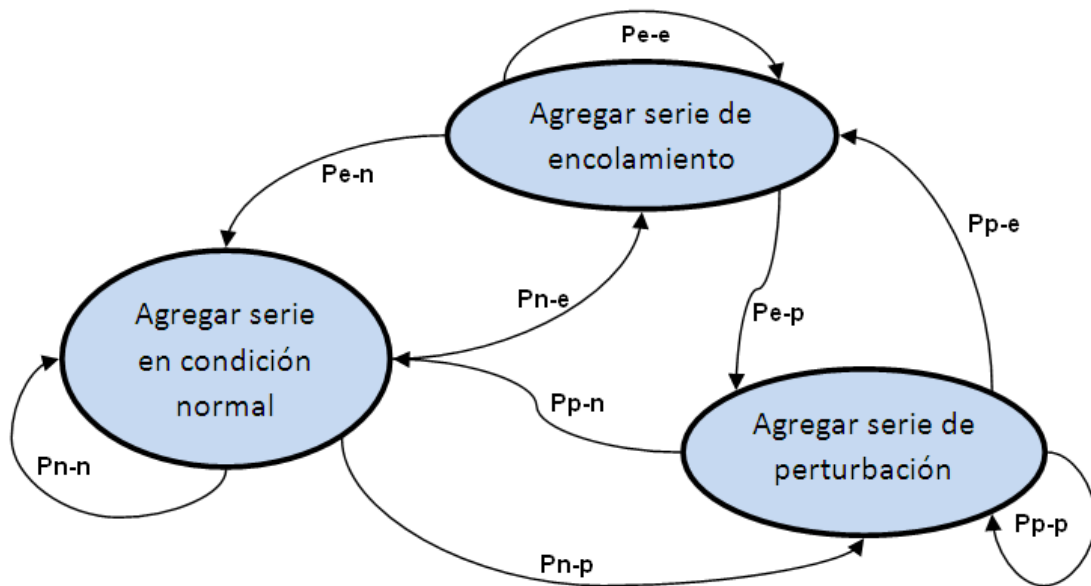 Pe-e
Agregar serie de
encolamiento
Pe-n
Pp-e
Pn-e
Pe-p
Agregar serie
en condición
normal
Pp-n
Agregar serie de
perturbación
Pn-n
Pp-p
Pn-p